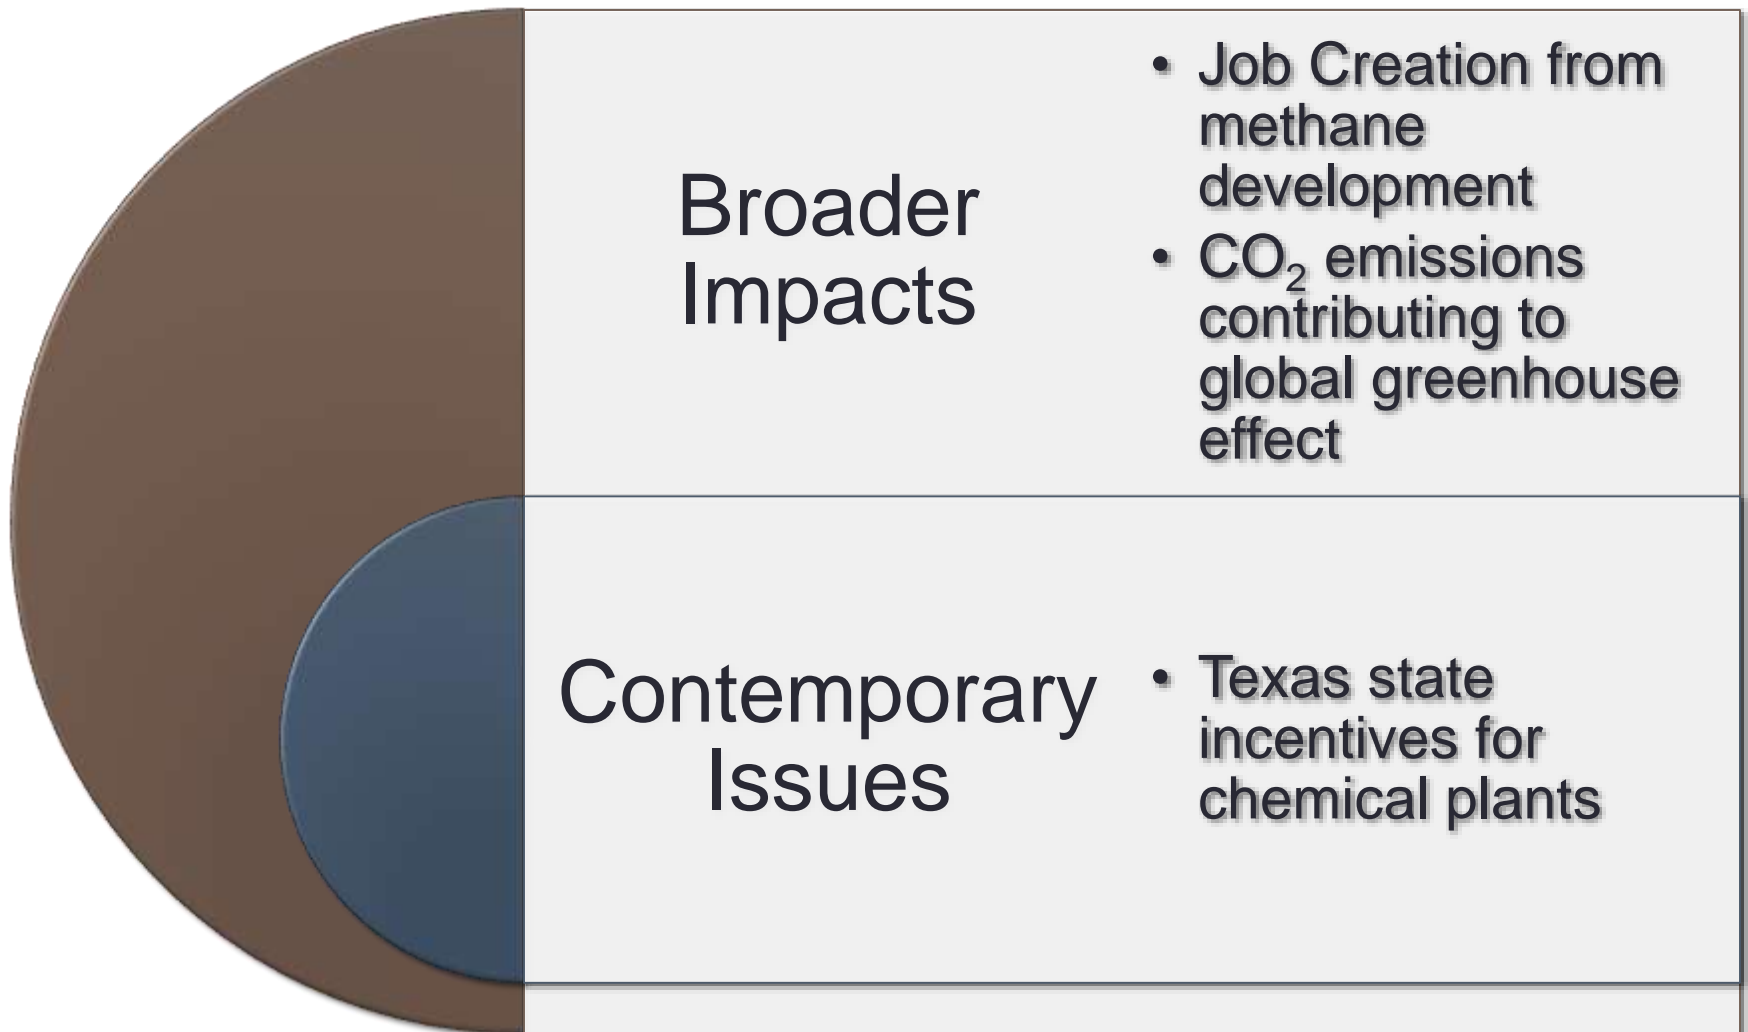 Broader
Impacts
• Job Creation from
methane
development
• CO₂ emissions
contributing to
global greenhouse
effect
Contemporary
Issues
• Texas state
incentives for
chemical plants